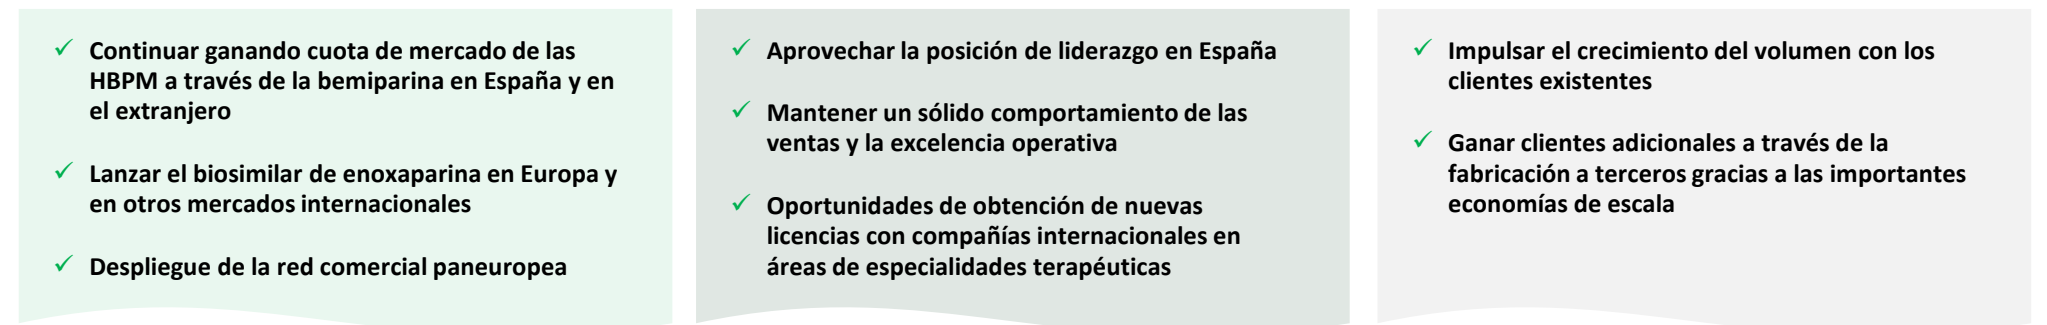 Continuar ganando cuota de mercado de las
HBPM a través de la bemiparina en España y en
el extranjero
Lanzar el biosimilar de enoxaparina en Europa y
en otros mercados internacionales
Despliegue de la red comercial paneuropea
Aprovechar la posición de liderazgo en España
Mantener un sólido comportamiento de las
ventas y la excelencia operativa
Oportunidades de obtención de nuevas
licencias con compañías internacionales en
áreas de especialidades terapéuticas
Impulsar el crecimiento del volumen con los
clientes existentes
Ganar clientes adicionales a través de la
fabricación a terceros gracias a las importantes
economías de escala